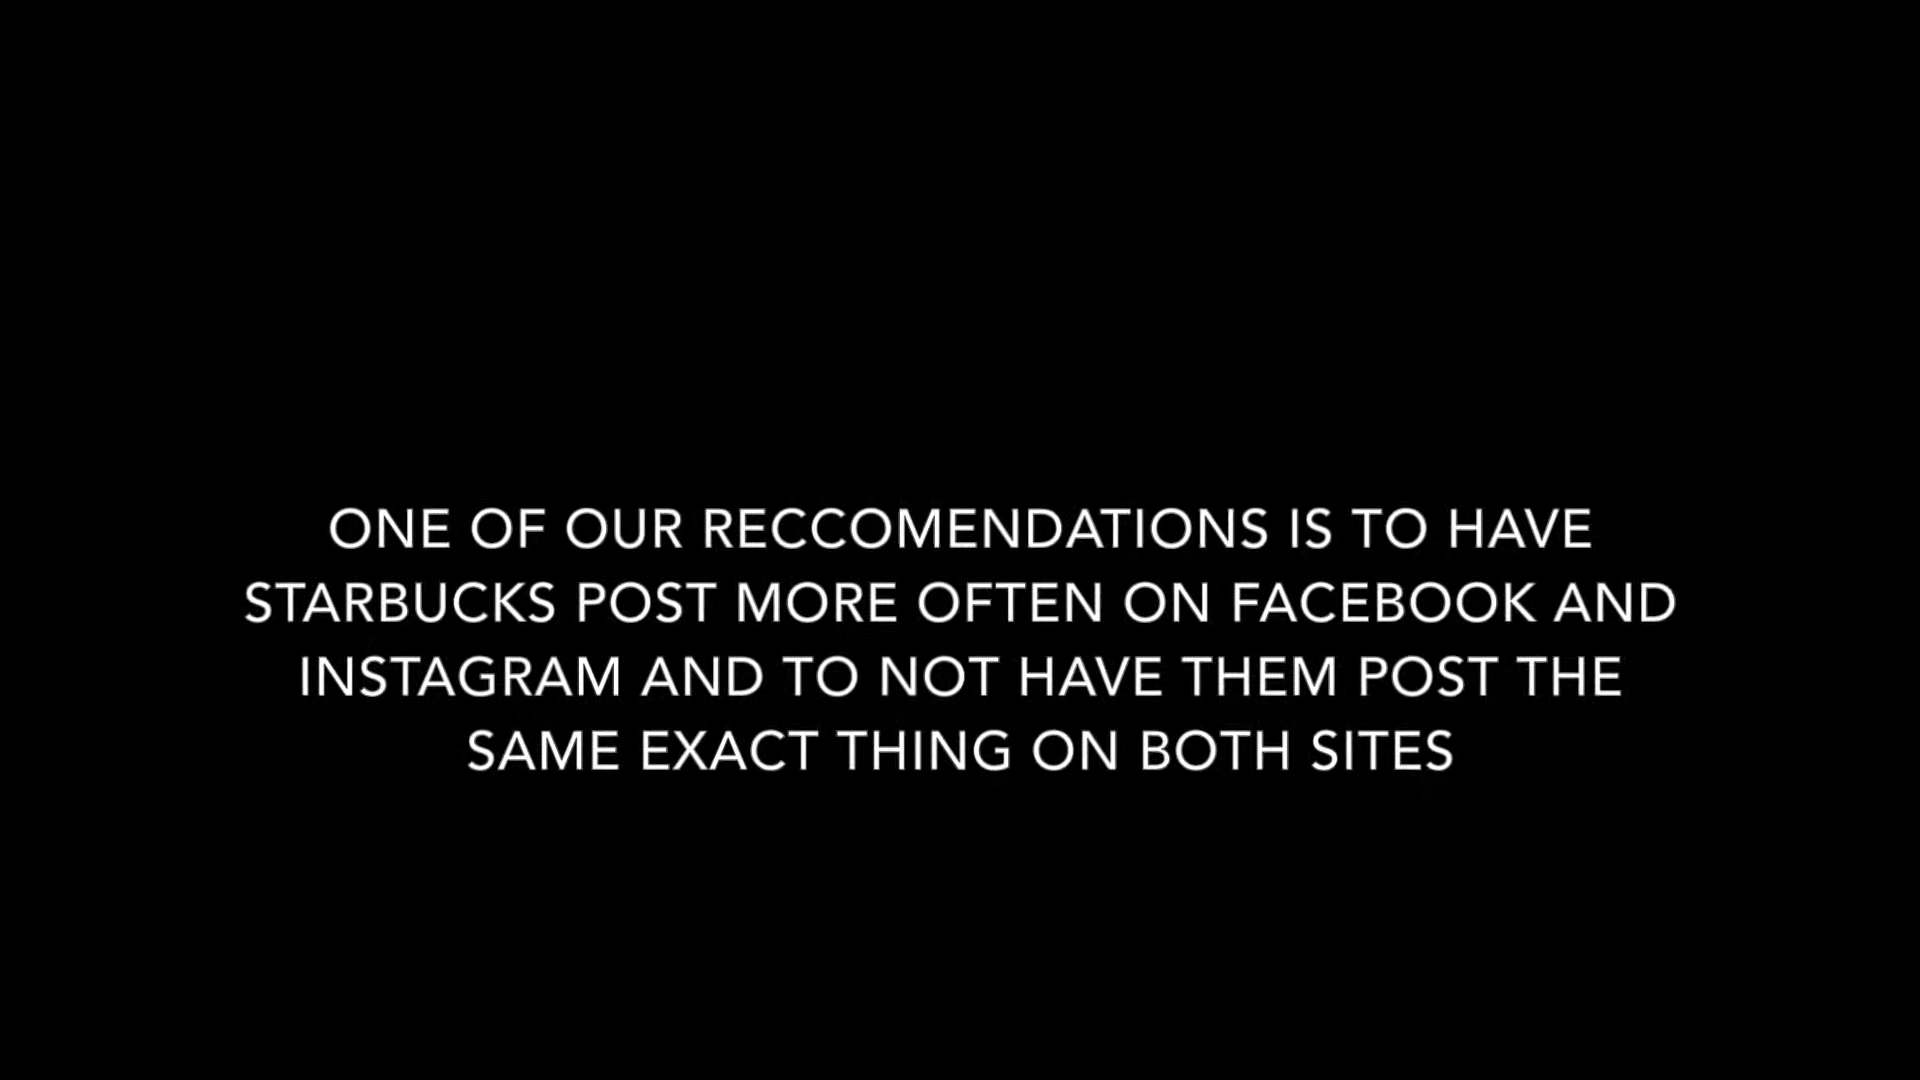 ONE OF OUR RECCOMENDATIONS IS TO HAVE
STARBUCKS POST MORE OFTEN ON FACEBOOK AND
INSTAGRAM AND TO NOT HAVE THEM POST THE
SAME EXACT THING ON BOTH SITES